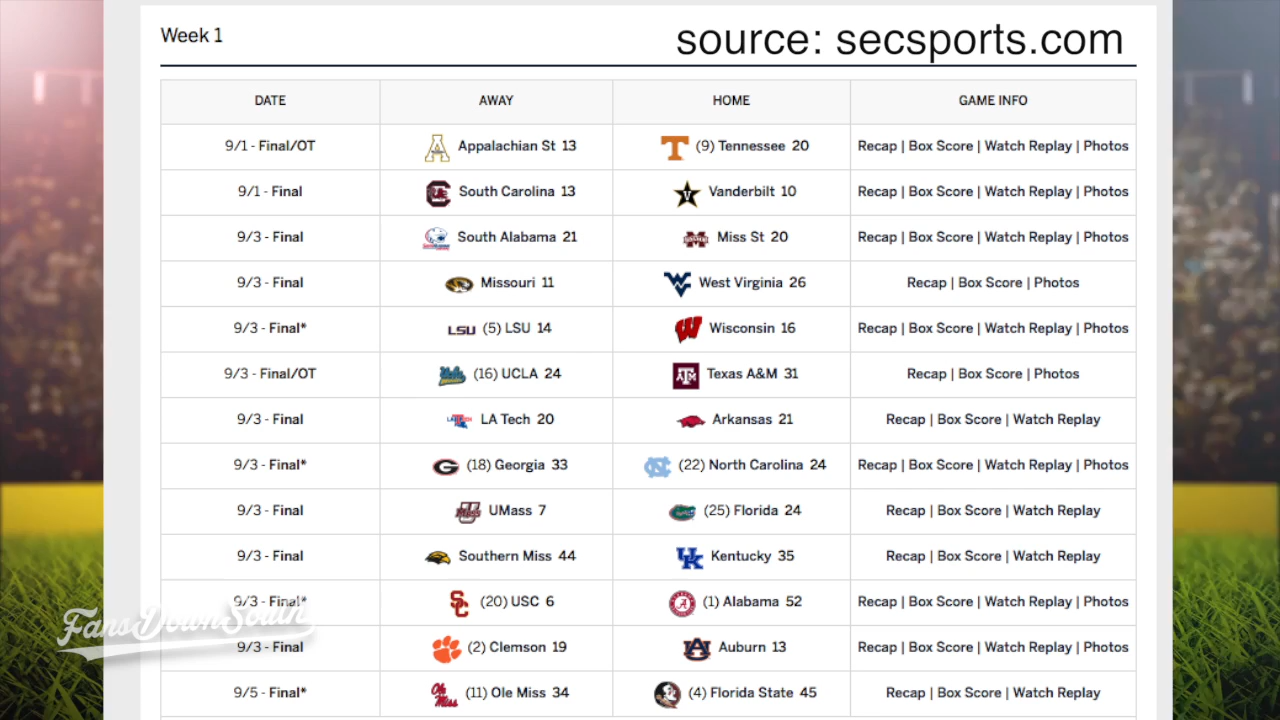 Week 1
source: secsports.com
DATE AWAY HOME GAME INFO
9/1 - Final/OT Appalachian St 13 (9) Tennessee 20 Recap | Box Score | Watch Replay | Photos
9/1 - Final South Carolina 13 Vanderbilt 10 Recap | Box Score | Watch Replay | Photos
9/3 - Final South Alabama 21 Miss St 20 Recap | Box Score | Watch Replay | Photos
9/3 - Final Missouri 11 West Virginia 26 Recap | Box Score | Photos
9/3 - Final* LSU (5) LSU 14 Wisconsin 16 Recap | Box Score | Watch Replay | Photos
9/3 - Final/OT (16) UCLA 24 Texas A&M 31 Recap | Box Score | Photos
9/3 - Final LA Tech 20 Arkansas 21 Recap | Box Score | Watch Replay
9/3 - Final* (18) Georgia 33 (22) North Carolina 24 Recap | Box Score | Watch Replay | Photos
9/3 - Final UMass 7 (25) Florida 24 Recap | Box Score | Watch Replay
9/3 - Final Southern Miss 44 Kentucky 35 Recap | Box Score | Watch Replay
9/3 - Final* (20) USC 6 (1) Alabama 52 Recap | Box Score | Watch Replay | Photos
FansDownSouth
9/3 - Final (2) Clemson 19 Auburn 13 Recap | Box Score | Watch Replay | Photos
9/5 - Final* Ole Miss (11) Ole Miss 34 (4) Florida State 45 Recap | Box Score | Watch Replay